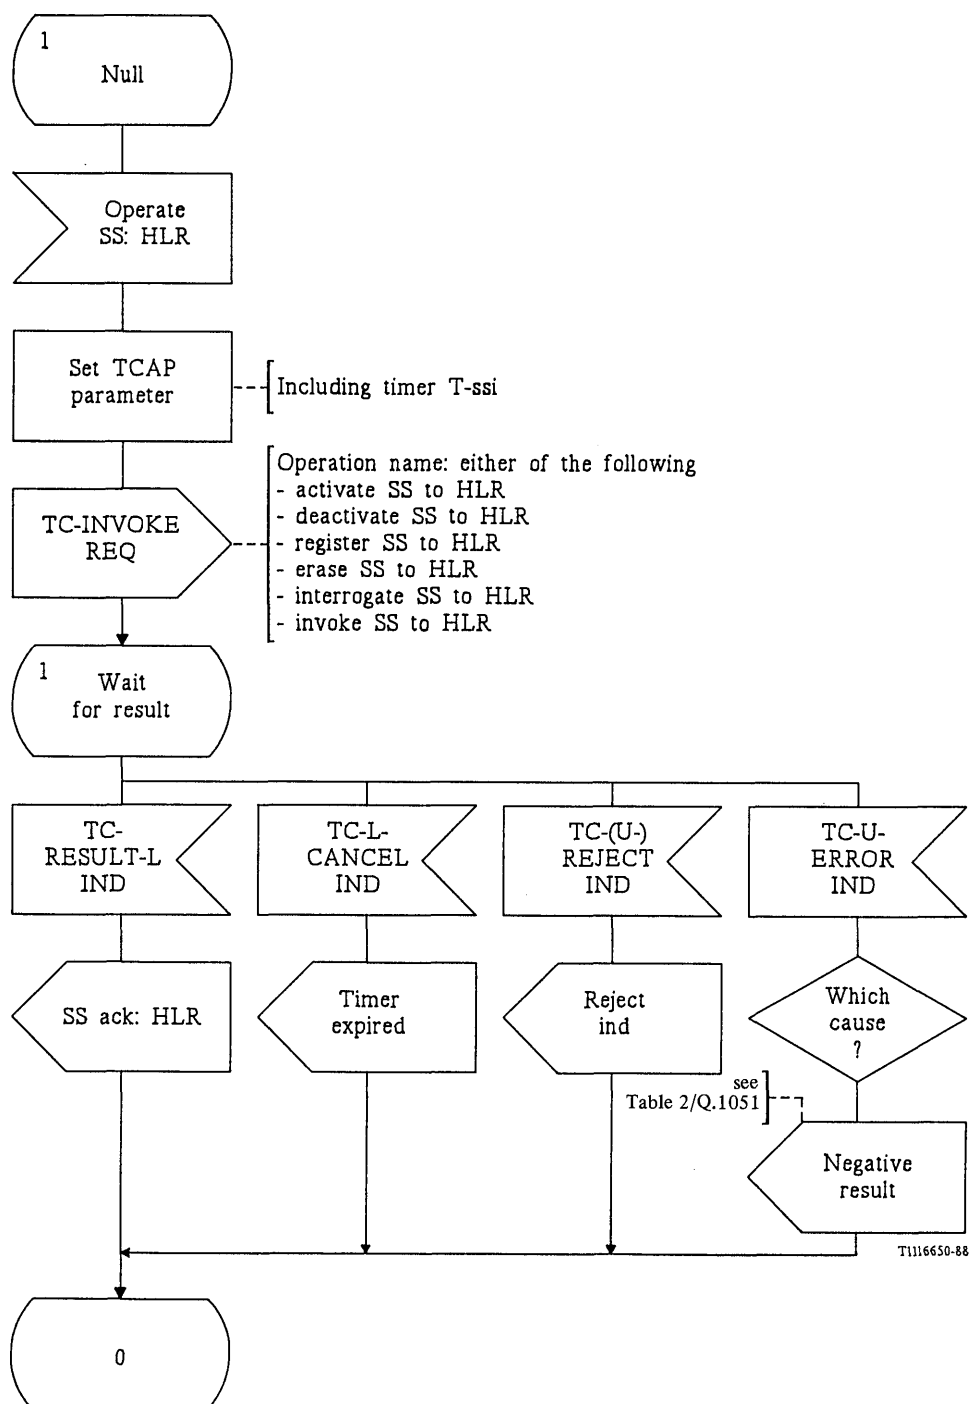 1
Null
Operate
SS: HLR
Set TCAP
parameter
Including timer T-ssi
Operation name: either of the following
- activate SS to HLR
- deactivate SS to HLR
- register SS to HLR
- erase SS to HLR
- interrogate SS to HLR
- invoke SS to HLR
TC-INVOKE
REQ
1
Wait
for result
TC-
RESULT-L
IND
TC-L-
CANCEL
IND
TC-(U-)
REJECT
IND
TC-U-
ERROR
IND
SS ack: HLR
Timer
expired
Reject
ind
Which
cause
?
see
Table 2/Q.1051
Negative
result
T1116650-88
0